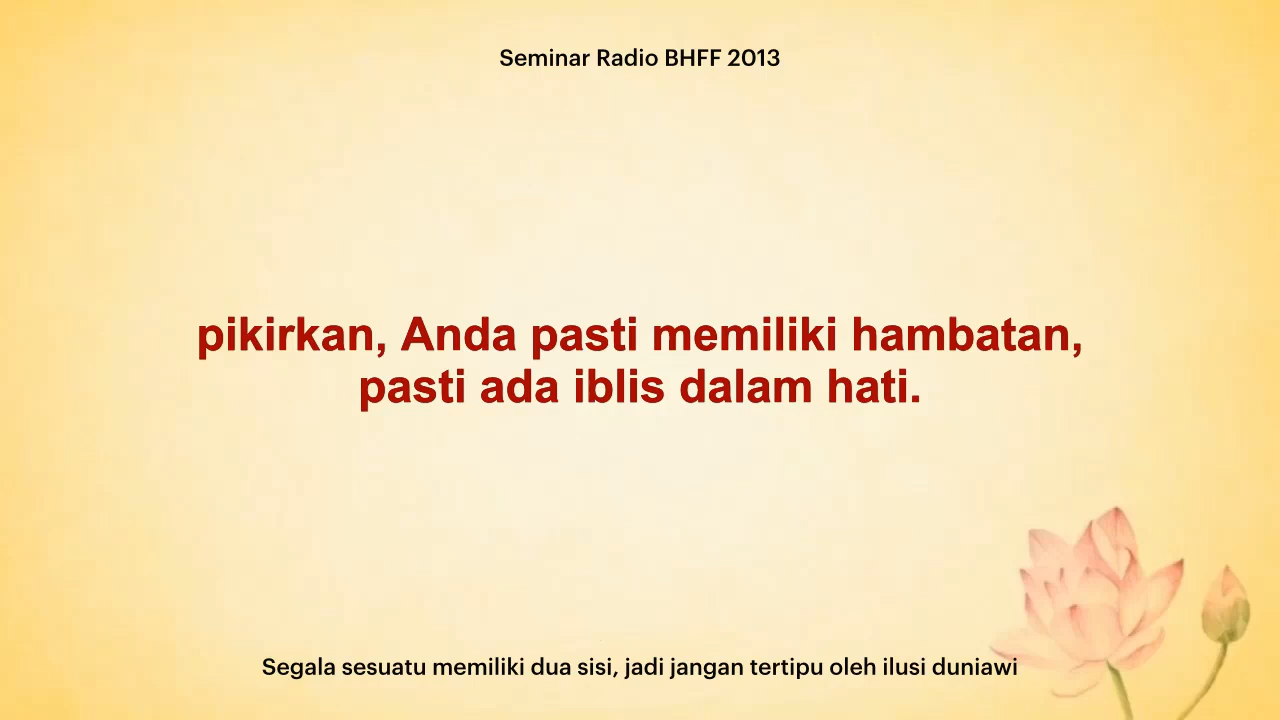 Seminar Radio BHFF 2013
pikirkan, Anda pasti memiliki hambatan,
pasti ada iblis dalam hati.
Segala sesuatu memiliki dua sisi, jadi jangan tertipu oleh ilusi duniawi